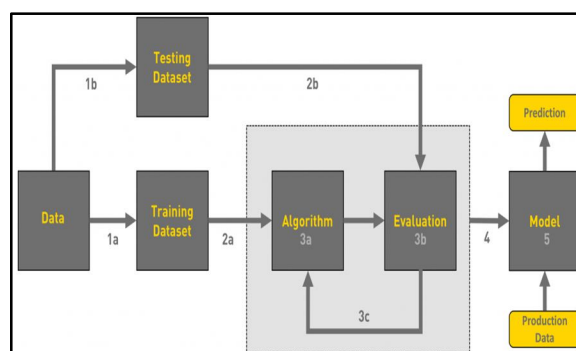 Testing
Dataset
1b
2b
Prediction
Data
1a
Training
Dataset
2a
Algorithm
3a
Evaluation
3b
4
Model
5
3c
Production
Data